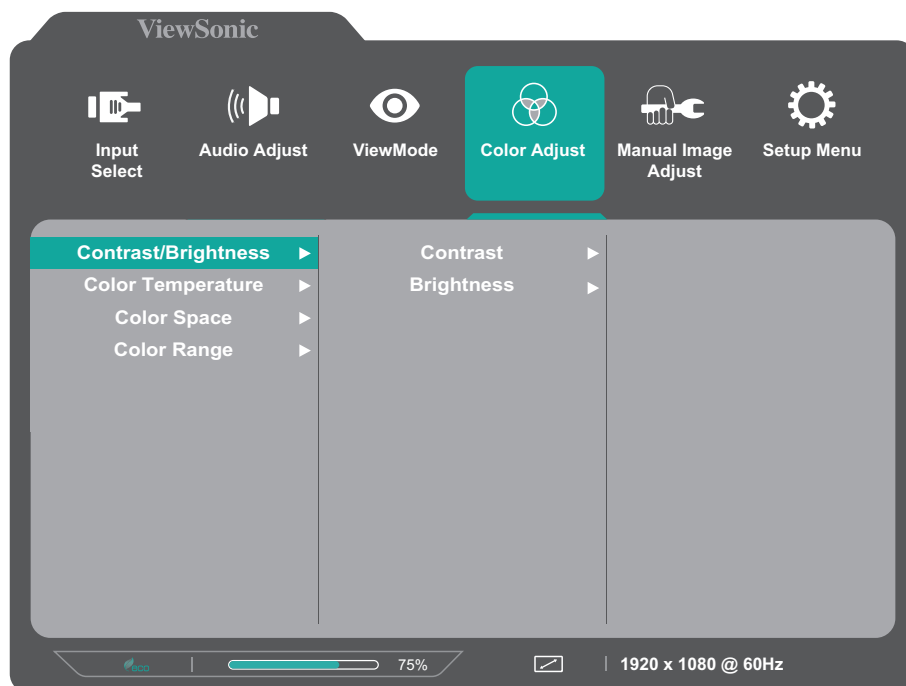 ViewSonic
Input Select
Audio Adjust
ViewMode
Color Adjust
Manual Image Adjust
Setup Menu
Contrast/Brightness
Contrast
Color Temperature
Brightness
Color Space
Color Range
ECO
75%
1920 x 1080 @ 60Hz